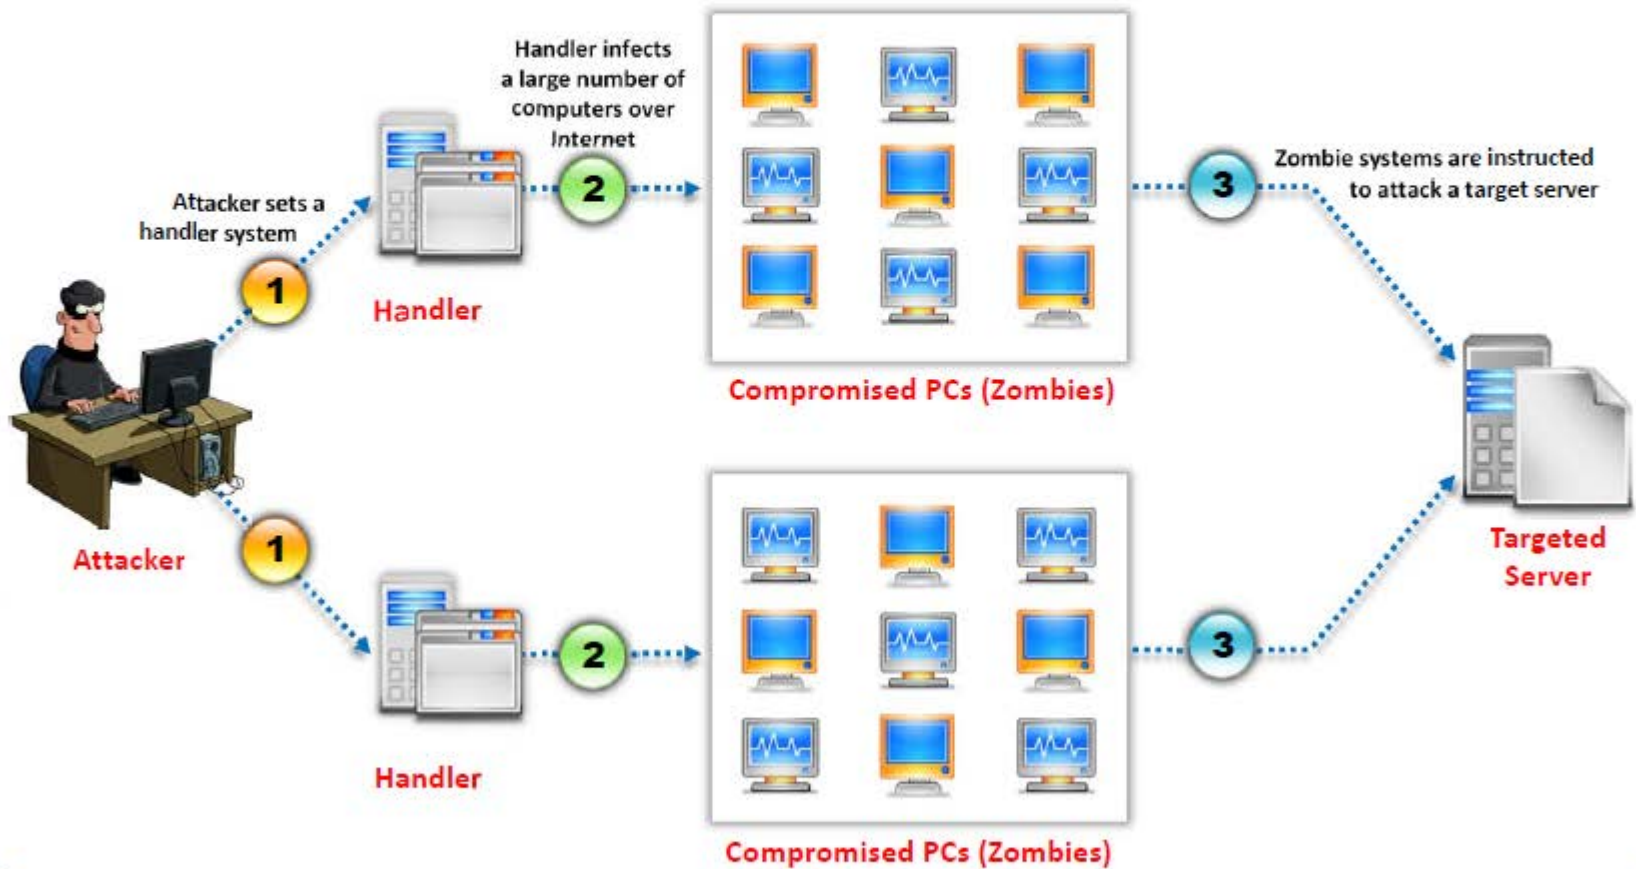 Handler infects
a large number of
computers over
Internet
2
Attacker sets a
handler system
1
Handler
Compromised PCs (Zombies)
3
Zombie systems are instructed
to attack a target server
Attacker
1
Handler
2
Compromised PCs (Zombies)
3
Targeted
Server